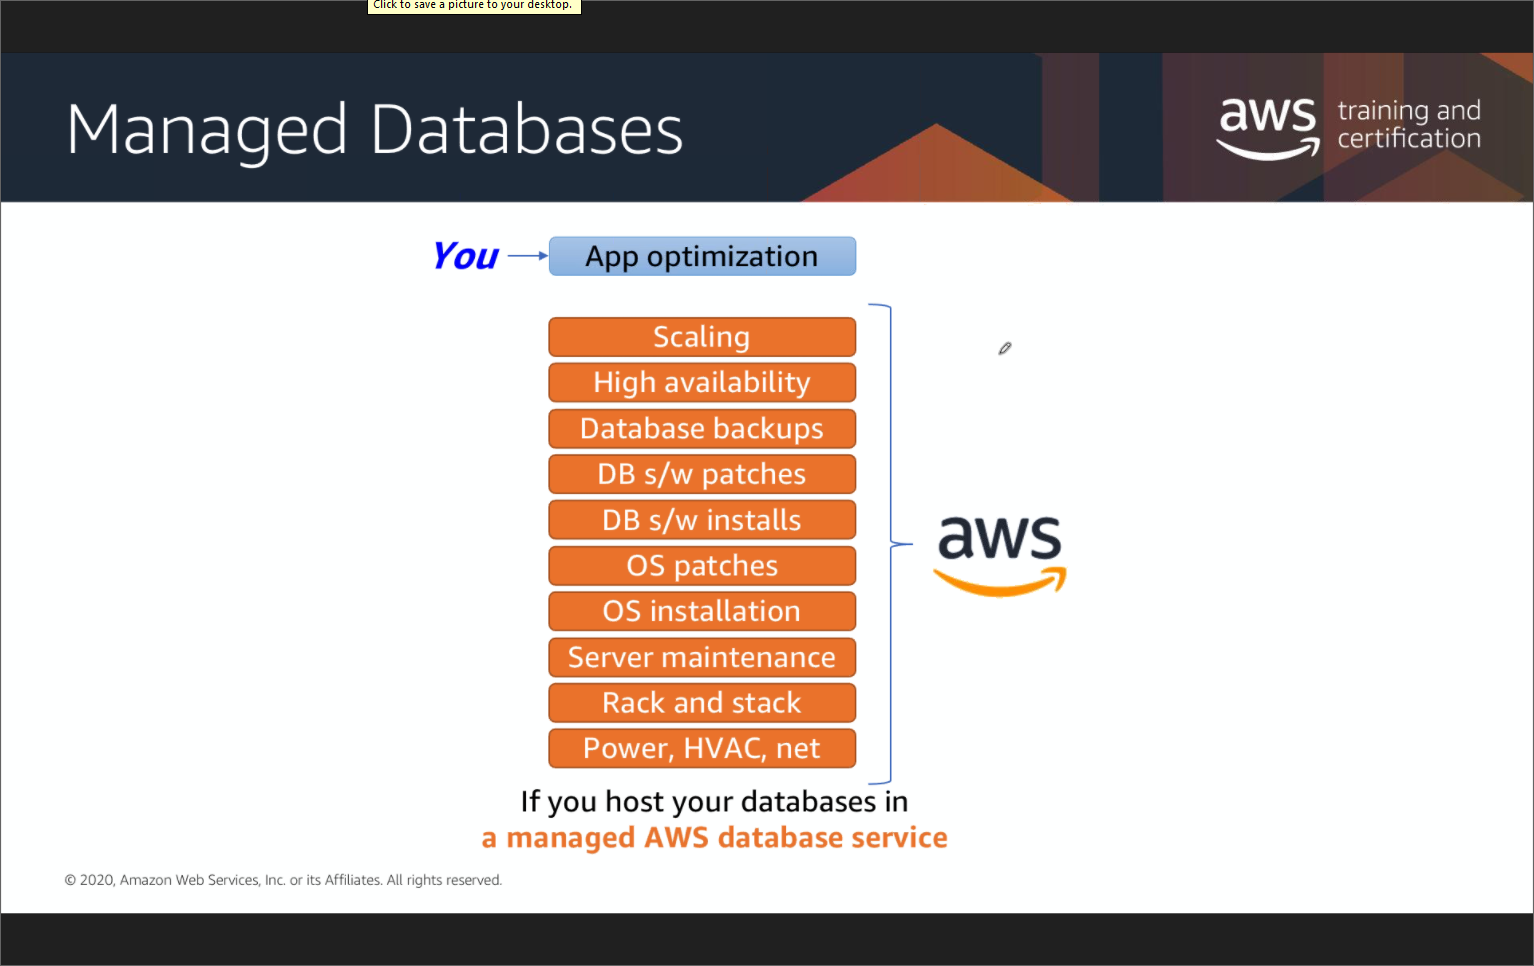 Click to save a picture to your desktop.
Managed Databases
aws training and
certification
You
App optimization
Scaling
High availability
Database backups
DB s/w patches
DB s/w installs
OS patches
OS installation
Server maintenance
Rack and stack
Power, HVAC, net
aws
If you host your databases in
a managed AWS database service
© 2020, Amazon Web Services, Inc. or its Affiliates. All rights reserved.